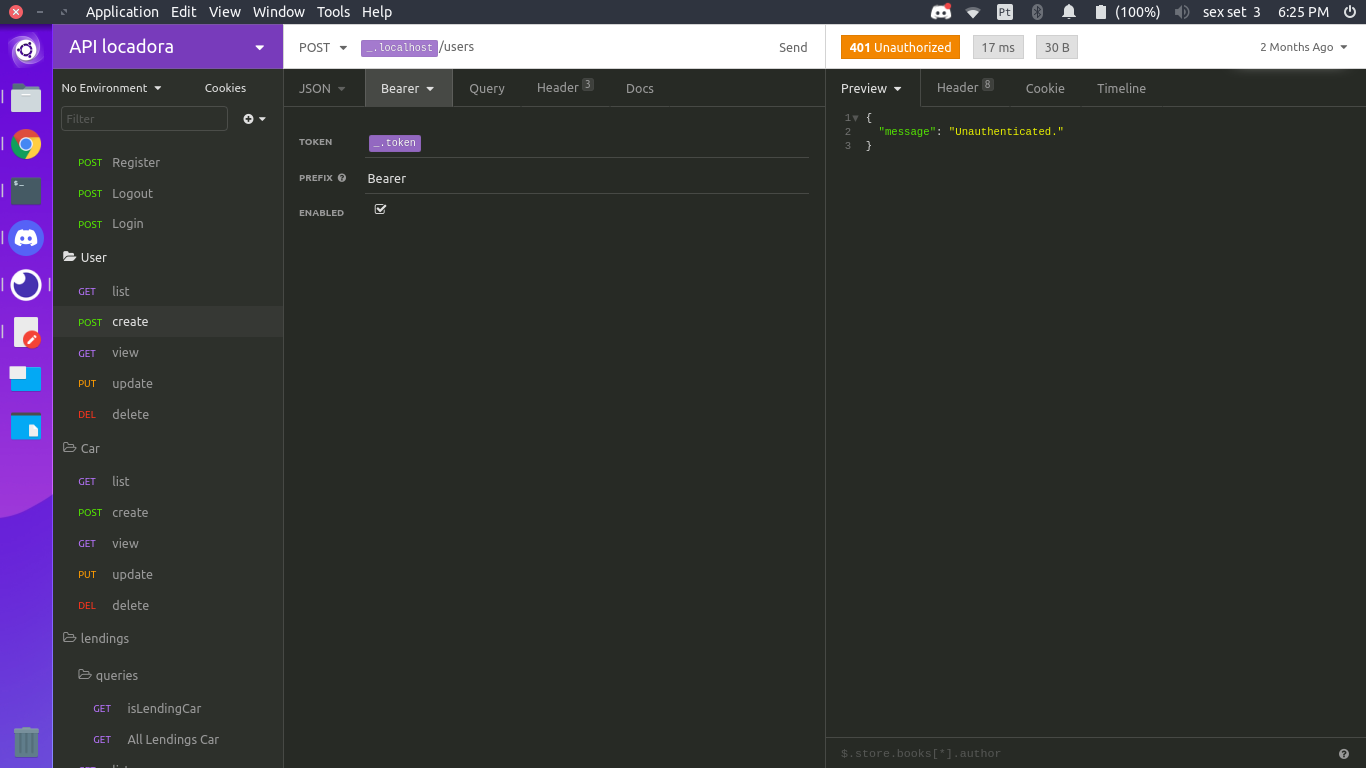 Application Edit View Window Tools Help
Pt (100%) sex set 3 6:25 PM
API locadora
POST _.localhost/users Send
401 Unauthorized 17 ms 30 B 2 Months Ago
No Environment Cookies
JSON Bearer Query Header 3 Docs
Preview Header 8 Cookie Timeline
Filter
POST Register
POST Logout
POST Login
User
GET list
POST create
GET view
PUT update
DEL delete
Car
GET list
POST create
GET view
PUT update
DEL delete
lendings
queries
GET isLendingCar
GET All Lendings Car
TOKEN _.token
PREFIX Bearer
ENABLED
1 {
2 "message": "Unauthenticated."
3 }
$.store.books[*].author